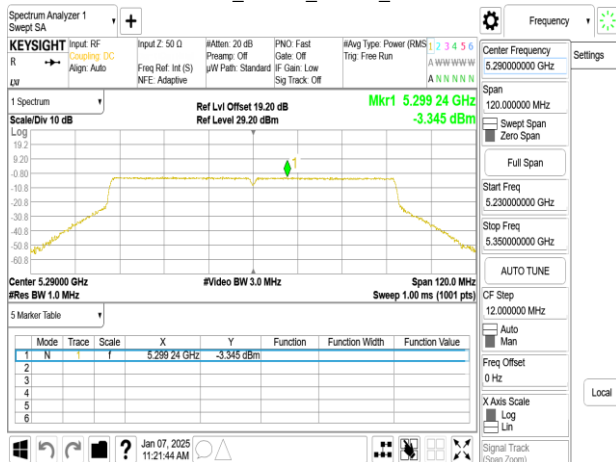 Spectrum Analyzer 1
Swept SA
Frequency
KEYSIGHT
R
Input: RF
Coupling: DC
Align: Auto
Input Z: 50 Ω
Freq Ref: Int (S)
NFE: Adaptive
#Atten: 20 dB
Preamp: Off
µW Path: Standard
PNO: Fast
Gate: Off
IF Gain: Low
Sig Track: Off
#Avg Type: Power (RMS
Trig: Free Run
1 2 3 4 5 6
A W W W W W
A N N N N N
1 Spectrum
Scale/Div 10 dB
Ref Lvl Offset 19.20 dB
Ref Level 29.20 dBm
Mkr1 5.299 24 GHz
-3.345 dBm
Log
19.2
9.20
-0.80
-10.8
-20.8
-30.8
-40.8
-50.8
-60.8
1
Center 5.29000 GHz
#Res BW 1.0 MHz
#Video BW 3.0 MHz
Span 120.0 MHz
Sweep 1.00 ms (1001 pts)
5 Marker Table
Mode Trace Scale X Y Function Function Width Function Value
1 N 1 f 5.299 24 GHz -3.345 dBm
2
3
4
5
6
Jan 07, 2025
11:21:44 AM
Center Frequency
5.290000000 GHz
Settings
Span
120.000000 MHz
Swept Span
Zero Span
Full Span
Start Freq
5.230000000 GHz
Stop Freq
5.350000000 GHz
AUTO TUNE
CF Step
12.000000 MHz
Auto
Man
Freq Offset
0 Hz
Local
X Axis Scale
Log
Lin
Signal Track
(Span Zoom)